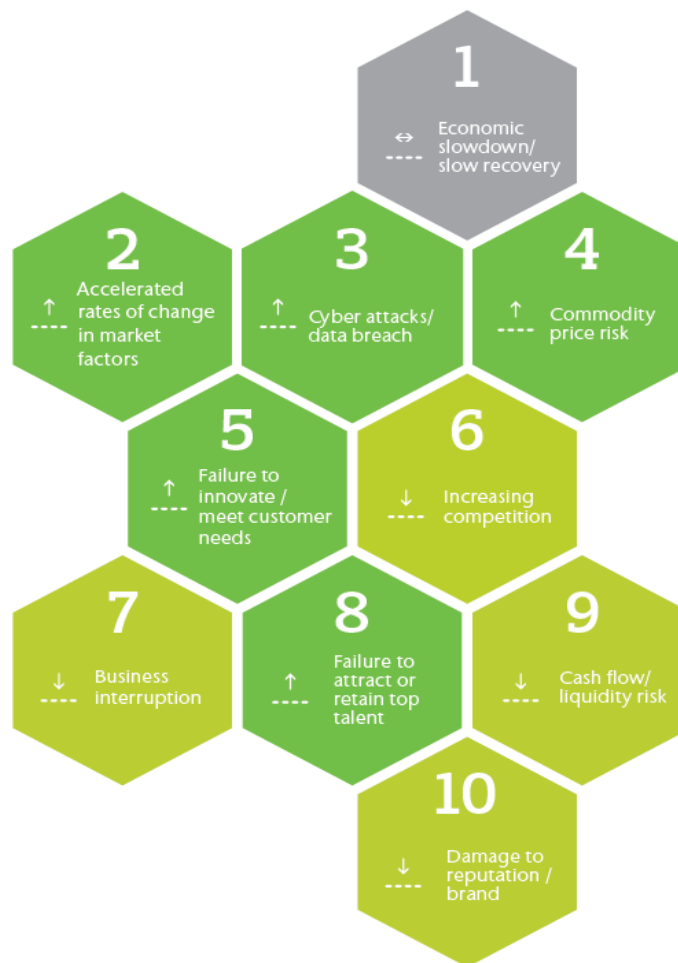 1
↔ Economic
slowdown/
slow recovery
2
↑ Accelerated
rates of change
in market
factors
3
↑ Cyber attacks/
data breach
4
↑ Commodity
price risk
5
↑ Failure to
innovate /
meet customer
needs
6
↓ Increasing
competition
7
↓ Business
interruption
8
↑ Failure to
attract or
retain top
talent
9
↓ Cash flow/
liquidity risk
10
↓ Damage to
reputation /
brand